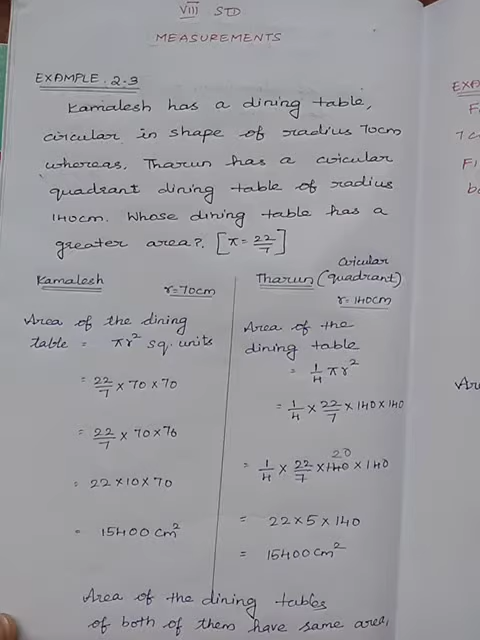 VIII STD
MEASUREMENTS
EXAMPLE. 2.3
Kamalesh has a dining table,
circular in shape of radius 70cm
whereas. Tharun has a circular
quadrant dining table of radius
140cm. Whose dining table has a
greater area?. [π = 22/7]
Kamalesh
r = 70cm
Area of the dining
table = πr² sq. units
= 22/7 × 70 × 70
= 22/7 × 70 × 70
= 22 × 10 × 70
= 15400 cm²
circular
Tharun (quadrant)
r = 140cm
Area of the
dining table
= 1/4 πr²
= 1/4 × 22/7 × 140 × 140
20
= 1/4 × 22/7 × 140 × 140
= 22 × 5 × 140
= 15400 cm²
Area of the dining tables
of both of them have same area.